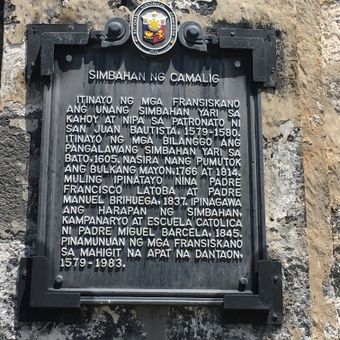 SIMBAHAN NG CAMALIG
ITINAYO NG MGA FRANSISKANO
ANG UNANG SIMBAHAN YARI SA
KAHOY AT NIPA SA PATRONATO NI
SAN JUAN BAUTISTA, 1579-1580.
ITINAYO NG MGA BILANGGO ANG
PANGALAWANG SIMBAHAN YARI SA
BATO, 1605. NASIRA NANG PUMUTOK
ANG BULKANG MAYON, 1766 AT 1814.
MULING IPINATAYO NINA PADRE
FRANCISCO LATOBA AT PADRE
MANUEL BRIHUEGA, 1837. IPINAGAWA
ANG HARAPAN NG SIMBAHAN,
KAMPANARYO AT ESCUELA CATOLICA
NI PADRE MIGUEL BARCELA, 1845.
PINAMUNUAN NG MGA FRANSISKANO
SA MAHIGIT NA APAT NA DANTAON,
1579-1983.